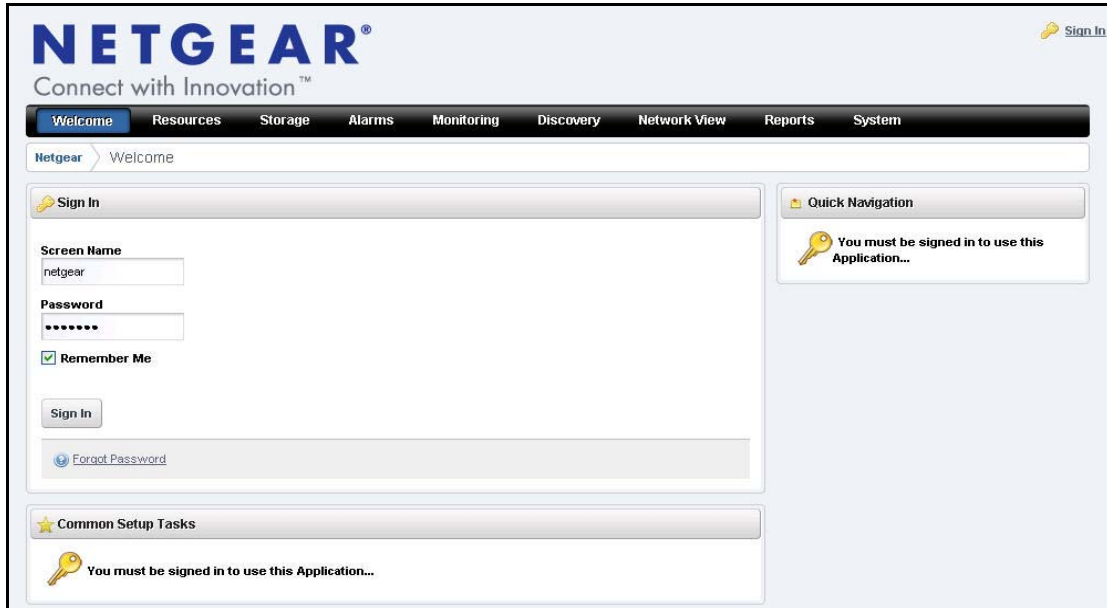 NETGEAR®
Connect with Innovation™
Sign In
Welcome Resources Storage Alarms Monitoring Discovery Network View Reports System
Netgear Welcome
Sign In
Screen Name
netgear
Password
•••••••
Remember Me
Sign In
Forgot Password
Quick Navigation
You must be signed in to use this
Application...
Common Setup Tasks
You must be signed in to use this Application...